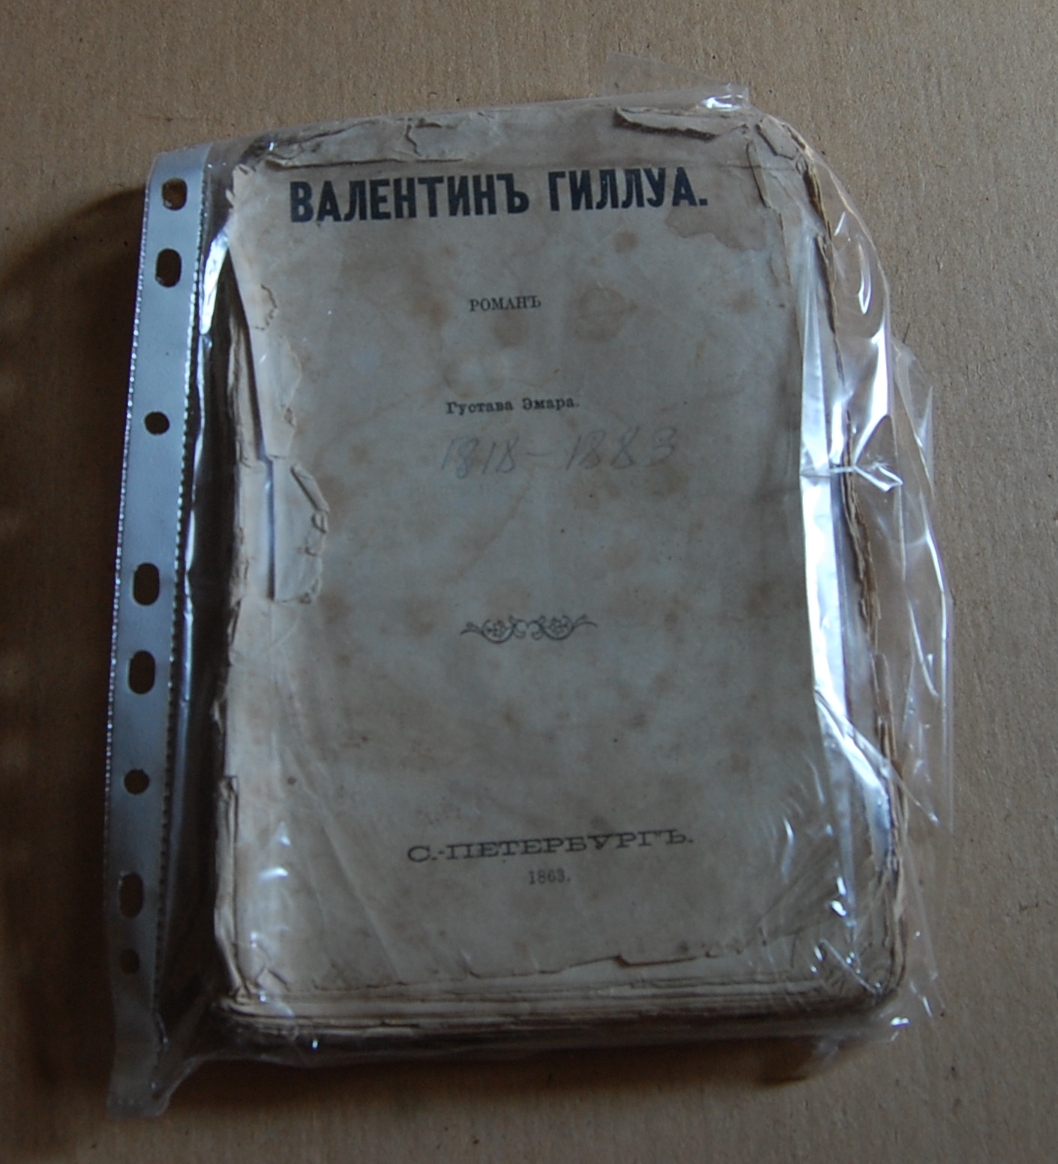 ВАЛЕНТИНЪ ГИЛЛУА.
РОМАНЪ
Густава Эмара.
1818-1883
С.-ПЕТЕРБУРГЪ.
1863.